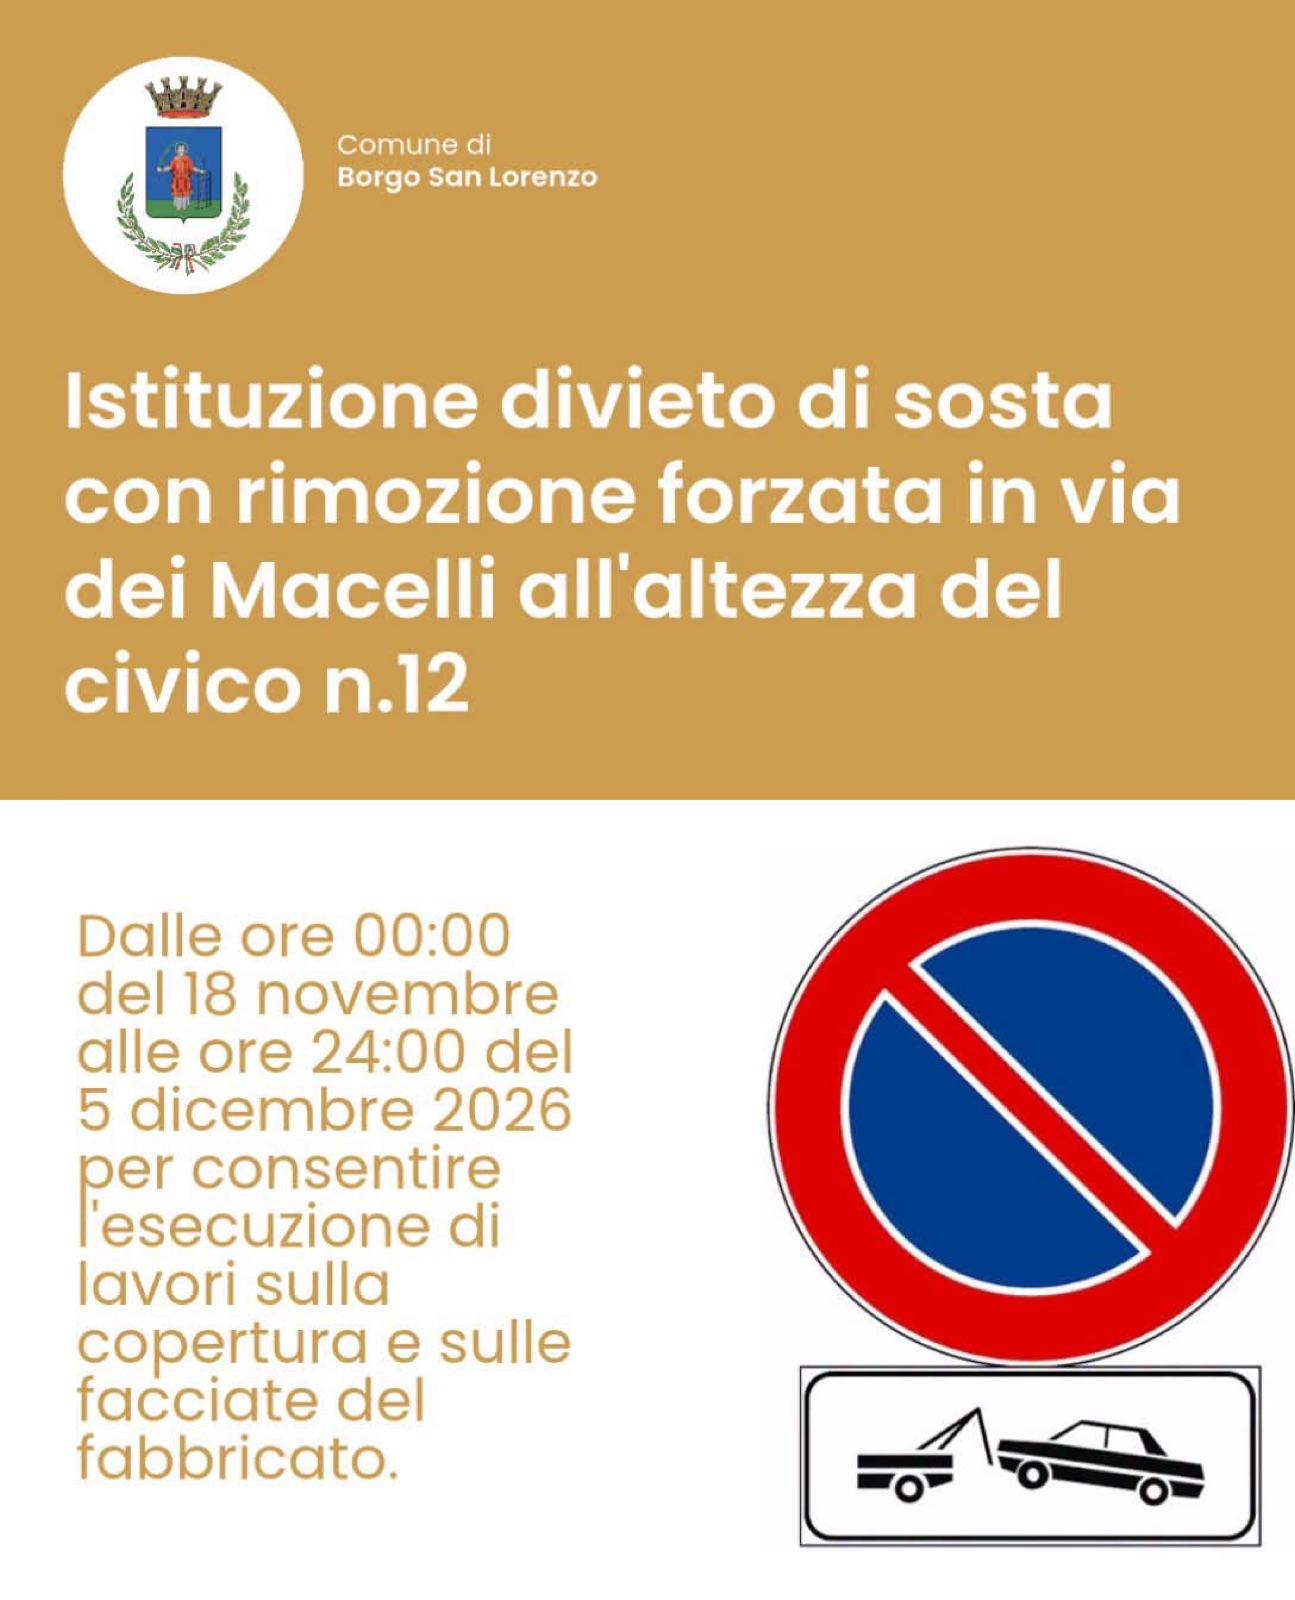 Comune di
Borgo San Lorenzo
Istituzione divieto di sosta
con rimozione forzata in via
dei Macelli all'altezza del
civico n.12
Dalle ore 00:00
del 18 novembre
alle ore 24:00 del
5 dicembre 2026
per consentire
l'esecuzione di
lavori sulla
copertura e sulle
facciate del
fabbricato.